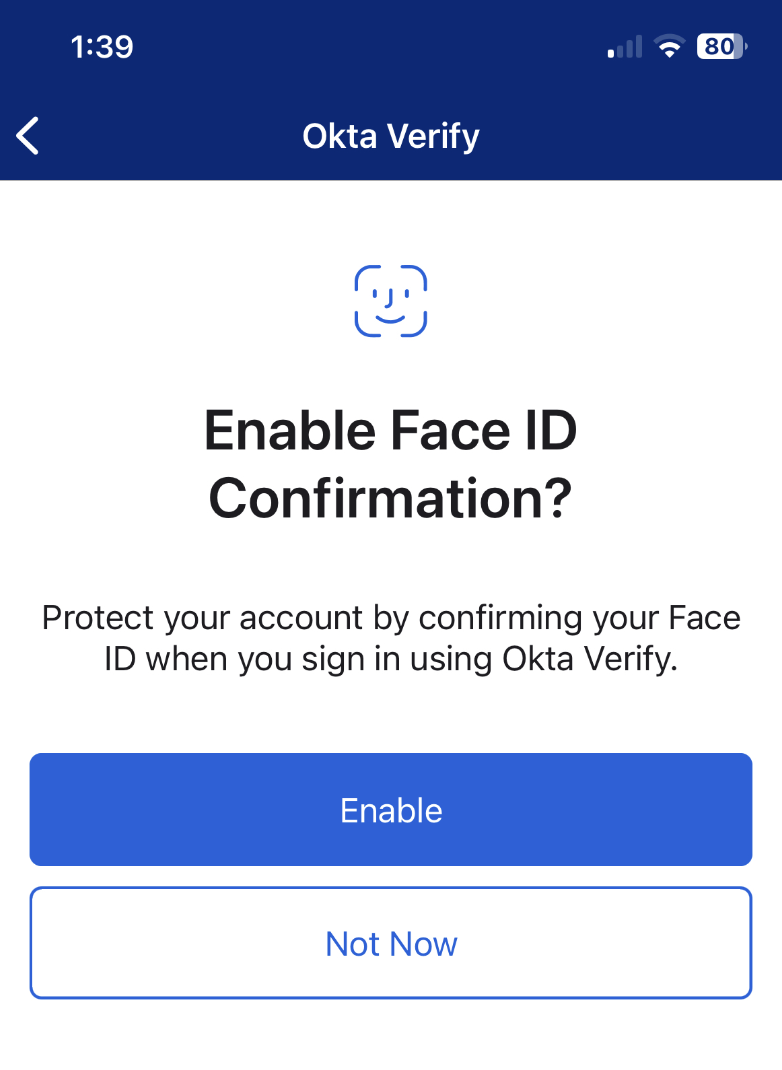 1:39
80
Okta Verify
Enable Face ID
Confirmation?
Protect your account by confirming your Face
ID when you sign in using Okta Verify.
Enable
Not Now